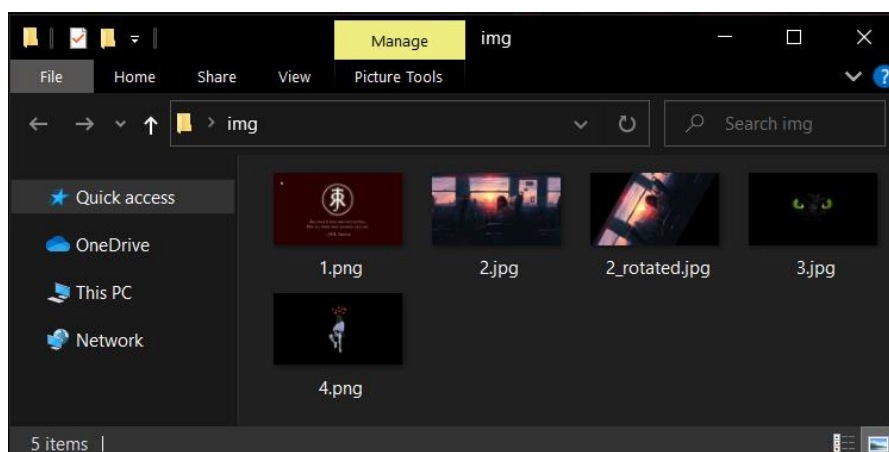 Manage
img
File
Home
Share
View
Picture Tools
?
img
Search img
Quick access
OneDrive
This PC
Network
1.png
2.jpg
2_rotated.jpg
3.jpg
4.png
5 items